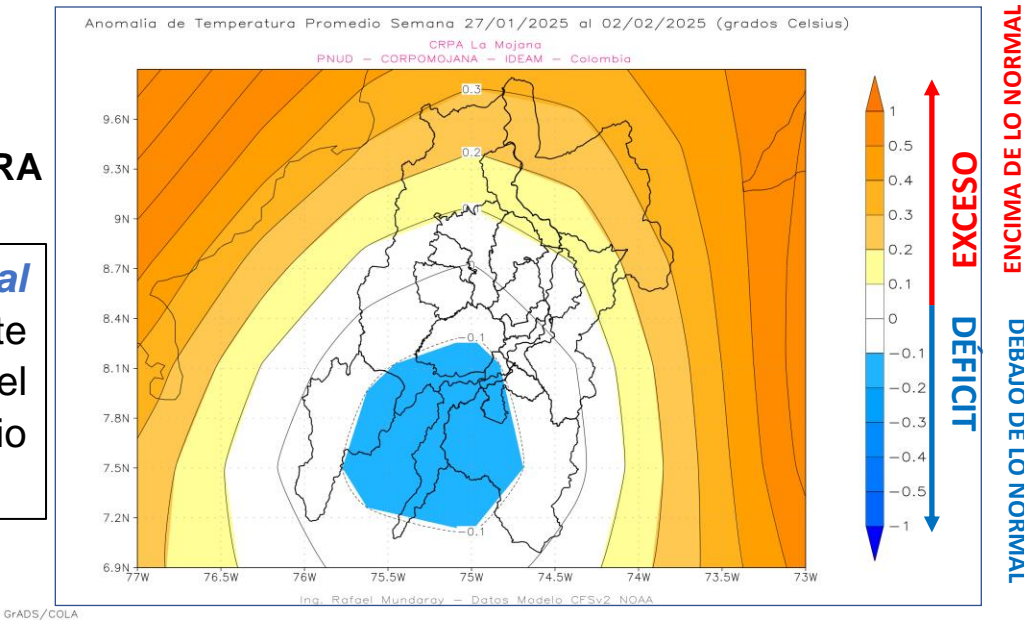 Anomalia de Temperatura Promedio Semana 27/01/2025 al 02/02/2025 (grados Celsius)
CRPA La Mojana
PNUD – CORPOMOJANA – IDEAM – Colombia
RA
al
te
el
io
9.6N
9.3N
9N
8.7N
8.4N
8.1N
7.8N
7.5N
7.2N
6.9N
77W
76.5W
76W
75.5W
75W
74.5W
74W
73.5W
73W
0.3
0.2
0.1
0
−0.1
−0.1
1
0.5
0.4
0.3
0.2
0.1
0
−0.1
−0.2
−0.3
−0.4
−0.5
−1
EXCESO
DÉFICIT
ENCIMA DE LO NORMAL
DEBAJO DE LO NORMAL
Ing. Rafael Mundaray – Datos Modelo CFSv2 NOAA
GrADS/COLA